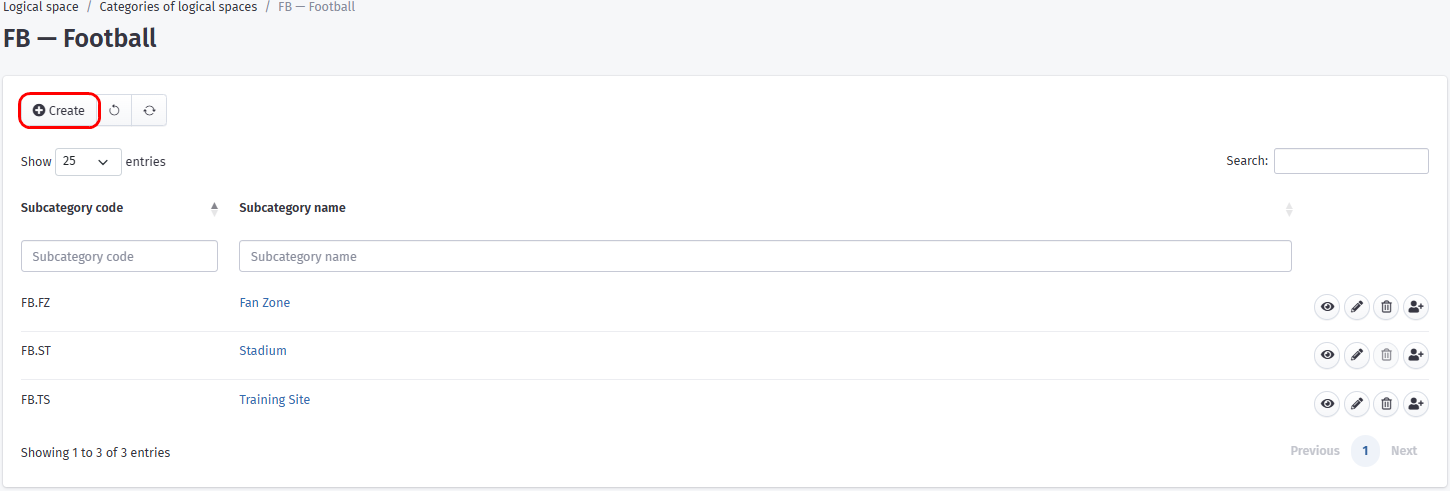 Logical space / Categories of logical spaces / FB — Football
FB — Football
Create
Show 25 entries Search:
Subcategory code Subcategory name
Subcategory code Subcategory name
FB.FZ Fan Zone
FB.ST Stadium
FB.TS Training Site
Showing 1 to 3 of 3 entries Previous 1 Next